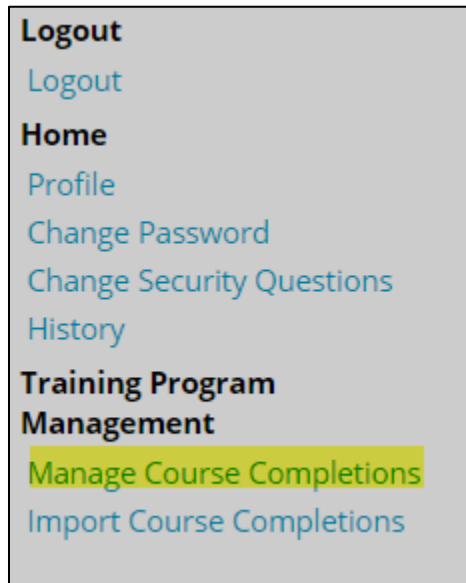 Logout
Logout
Home
Profile
Change Password
Change Security Questions
History
Training Program
Management
Manage Course Completions
Import Course Completions